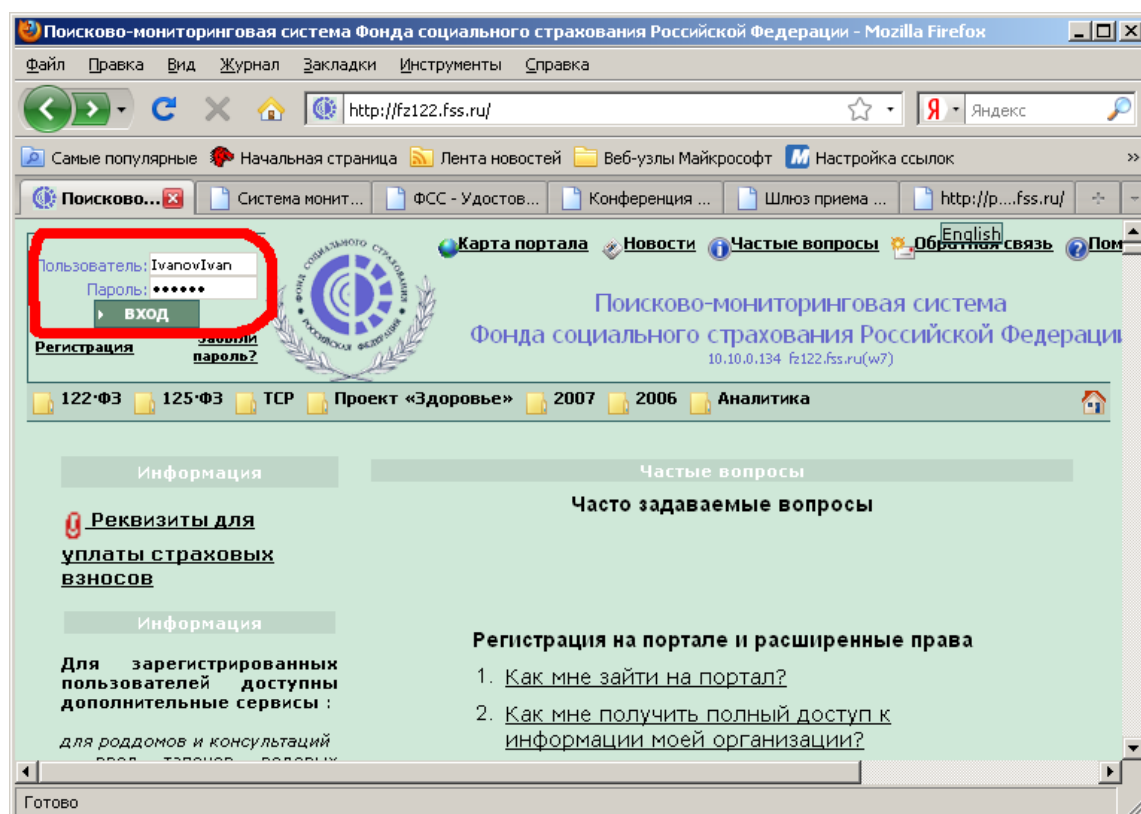 Поисково-мониторинговая система Фонда социального страхования Российской Федерации - Mozilla Firefox
Файл Правка Вид Журнал Закладки Инструменты Справка
http://fz122.fss.ru/ Яндекс
Самые популярные Начальная страница Лента новостей Веб-узлы Майкрософт Настройка ссылок »
Поисково... Система монит... ФСС - Удостов... Конференция ... Шлюз приема ... http://p....fss.ru/
English
Карта портала Новости Частые вопросы Обратная связь Пом
Пользователь: IvanovIvan
Пароль: ••••••
вход
Регистрация Забыли пароль?
ФОНД СОЦИАЛЬНОГО СТРАХОВАНИЯ • РОССИЙСКОЙ ФЕДЕРАЦИИ •
Поисково-мониторинговая система
Фонда социального страхования Российской Федерации
10.10.0.134 fz122.fss.ru(w7)
122-ФЗ 125-ФЗ ТСР Проект «Здоровье» 2007 2006 Аналитика
Информация
Реквизиты для
уплаты страховых
взносов
Информация
Для зарегистрированных
пользователей доступны
дополнительные сервисы :
для роддомов и консультаций
Частые вопросы
Часто задаваемые вопросы
Регистрация на портале и расширенные права
1. Как мне зайти на портал?
2. Как мне получить полный доступ к
информации моей организации?
Готово